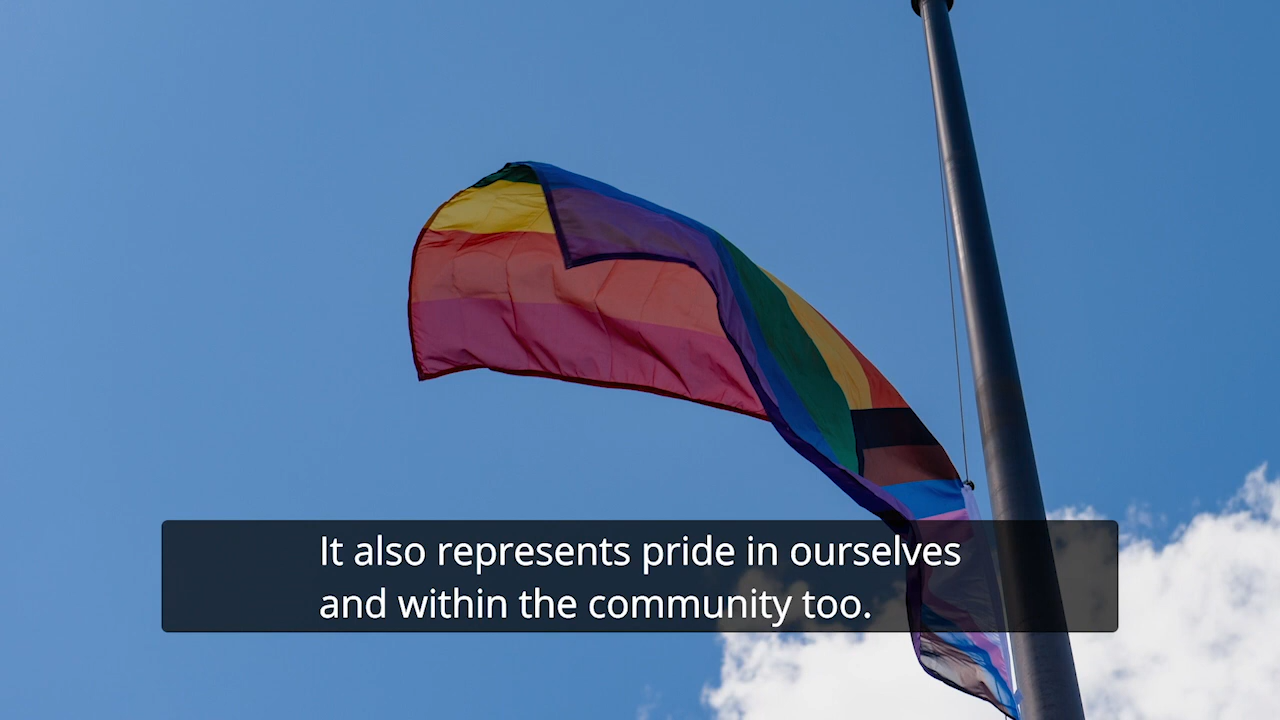 It also represents pride in ourselves
and within the community too.